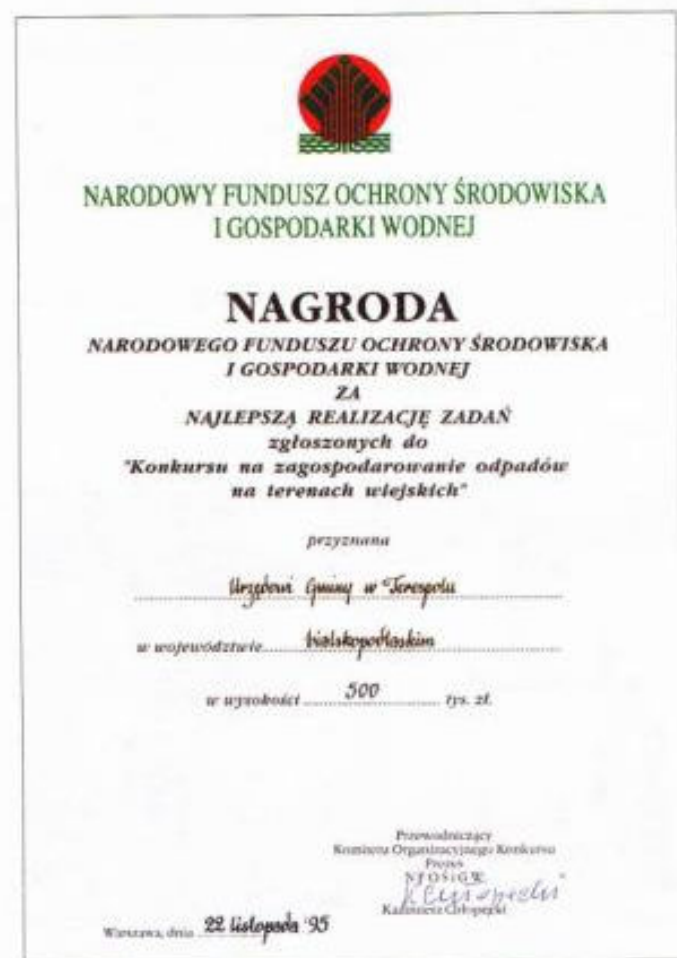 NARODOWY FUNDUSZ OCHRONY ŚRODOWISKA
I GOSPODARKI WODNEJ
NAGRODA
NARODOWEGO FUNDUSZU OCHRONY ŚRODOWISKA
I GOSPODARKI WODNEJ
ZA
NAJLEPSZĄ REALIZACJĘ ZADAŃ
zgłoszonych do
"Konkursu na zagospodarowanie odpadów
na terenach wiejskich"
przyznana
Urzędowi Gminy w Terespolu
w województwie bialskopodlaskim
w wysokości 500 tys. zł.
Przewodniczący
Komitetu Organizacyjnego Konkursu
Prezes
NFOŚiGW
Kazimierz
Warszawa, dnia 22 listopada '95